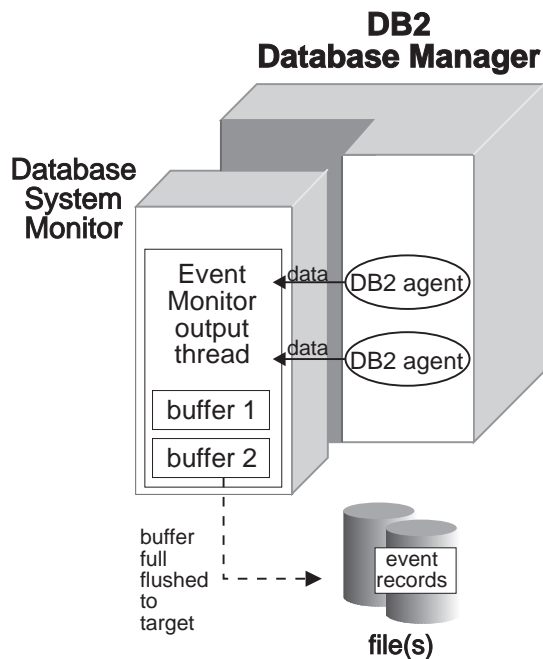 DB2
Database Manager
Database
System
Monitor
Event
Monitor
output
thread
data
DB2 agent
data
DB2 agent
buffer 1
buffer 2
buffer
full
flushed
to
target
event
records
file(s)